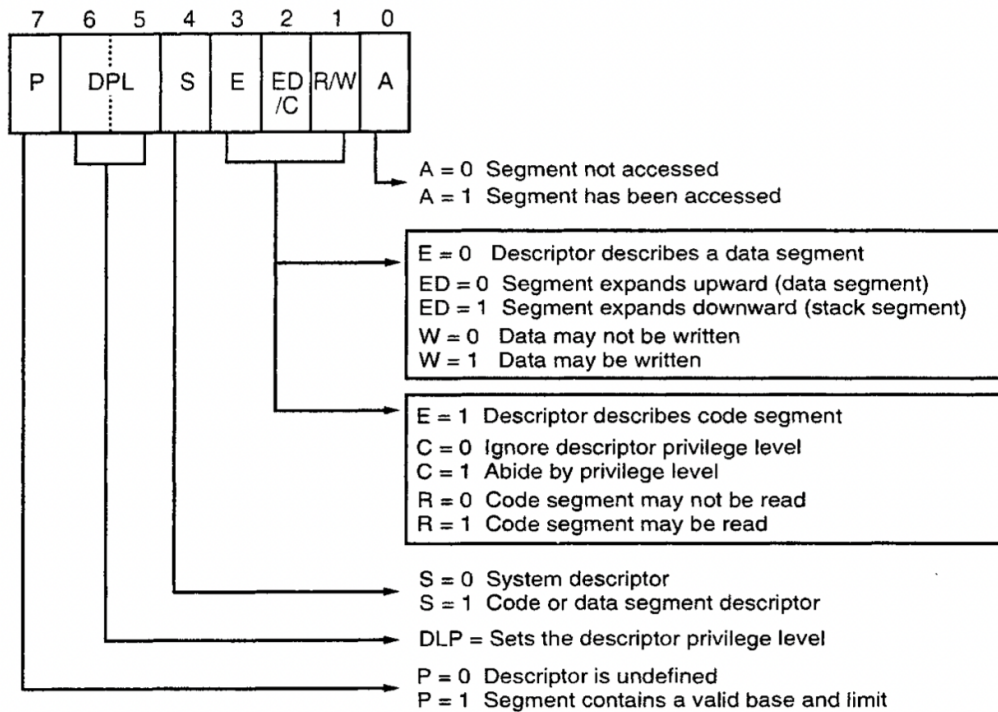 7 6 5 4 3 2 1 0
P DPL S E ED R/W A
/C
A = 0 Segment not accessed
A = 1 Segment has been accessed
E = 0 Descriptor describes a data segment
ED = 0 Segment expands upward (data segment)
ED = 1 Segment expands downward (stack segment)
W = 0 Data may not be written
W = 1 Data may be written
E = 1 Descriptor describes code segment
C = 0 Ignore descriptor privilege level
C = 1 Abide by privilege level
R = 0 Code segment may not be read
R = 1 Code segment may be read
S = 0 System descriptor
S = 1 Code or data segment descriptor
DLP = Sets the descriptor privilege level
P = 0 Descriptor is undefined
P = 1 Segment contains a valid base and limit